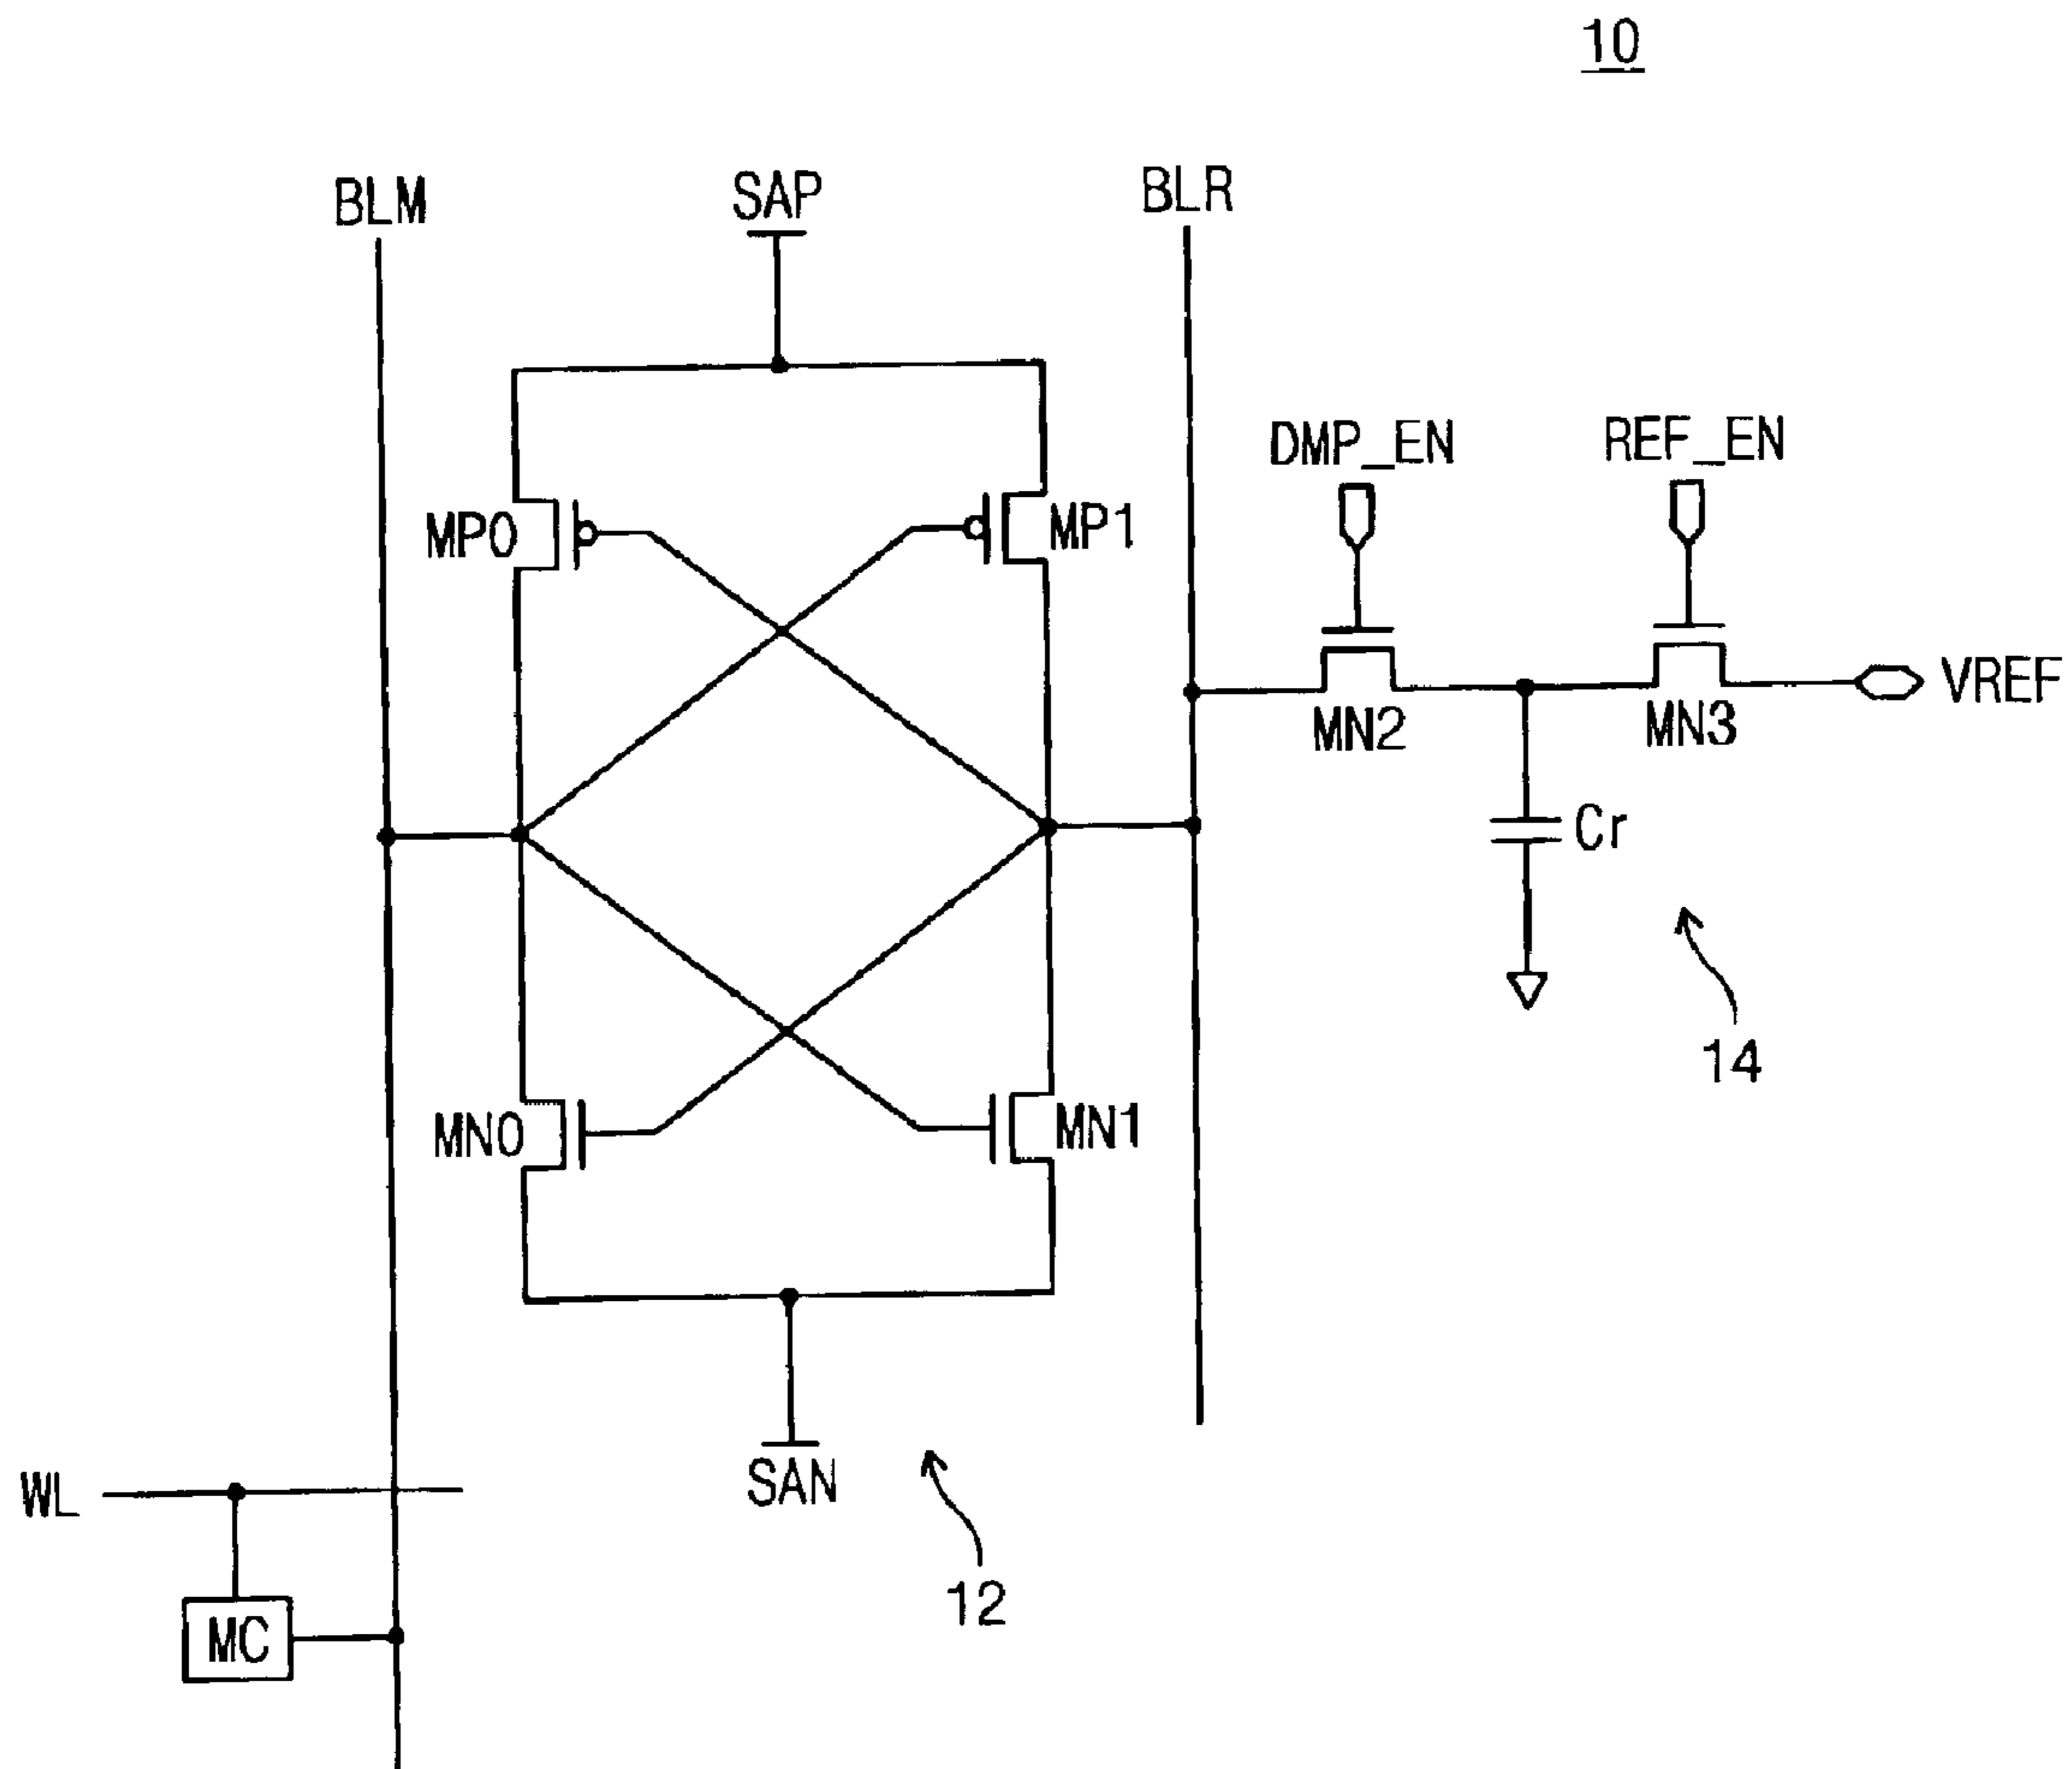 10
BLM
SAP
BLR
DMP_EN
REF_EN
MP0
MP1
VREF
MN2
MN3
Cr
14
MN0
MN1
SAN
WL
12
MC